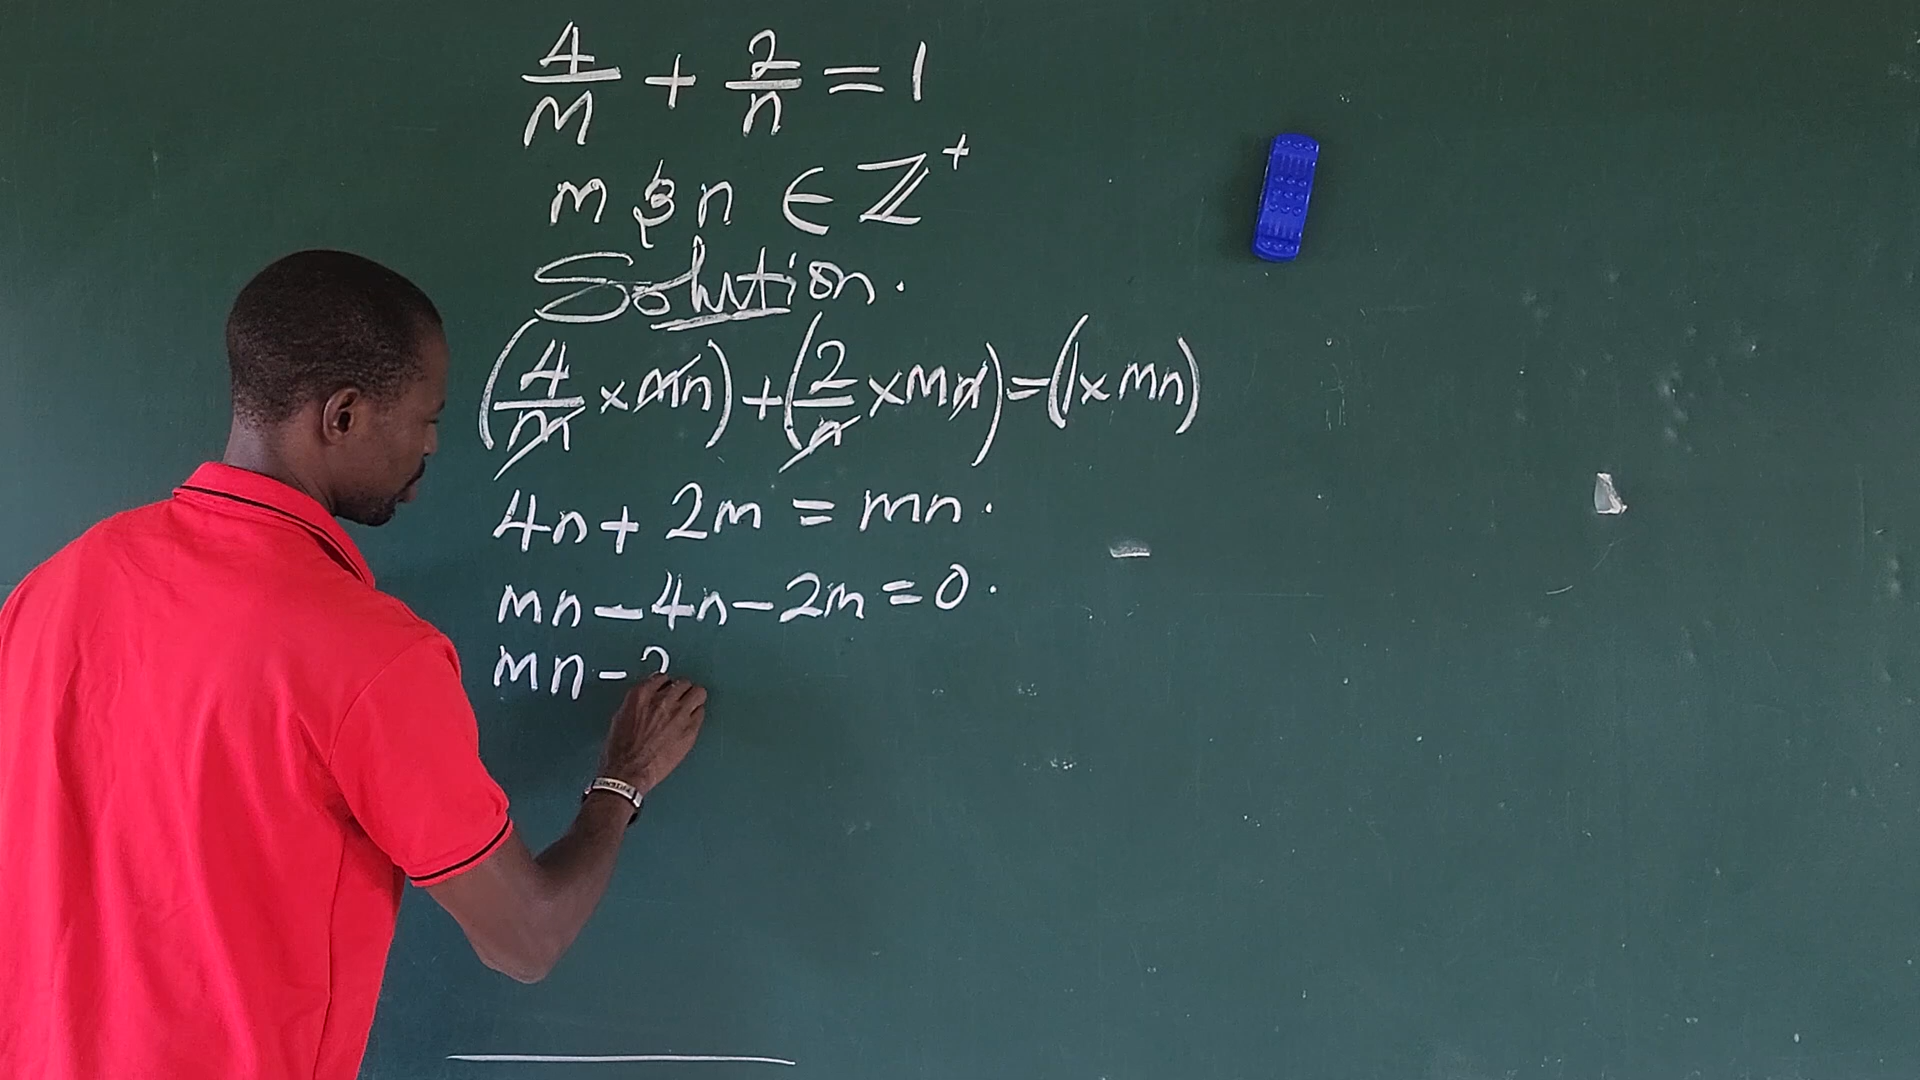 4/m + 2/n = 1
m & n ∈ ℤ⁺
Solution.
(4/m × mn) + (2/n × mn) = (1 × mn)
4n + 2m = mn.
mn - 4n - 2m = 0.
mn - 2